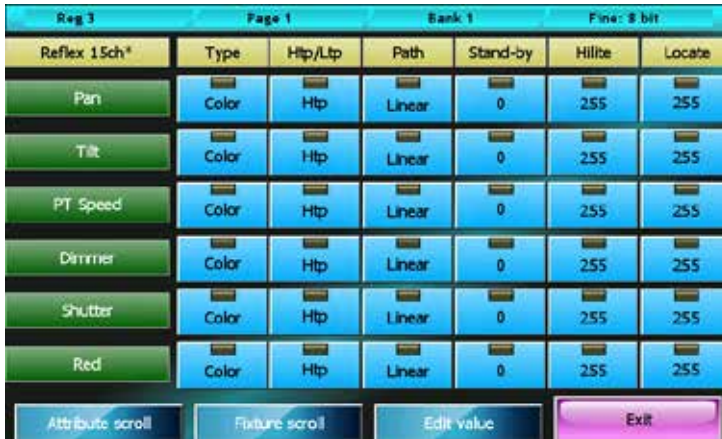 Reg 3 Page 1 Bank 1 Fine: 8 bit
Reflex 15ch* Type Htp/Ltp Path Stand-by Hilite Locate
Pan Color Htp Linear 0 255 255
Tilt Color Htp Linear 0 255 255
PT Speed Color Htp Linear 0 255 255
Dimmer Color Htp Linear 0 255 255
Shutter Color Htp Linear 0 255 255
Red Color Htp Linear 0 255 255
Attribute scroll Fixture scroll Edit value Exit